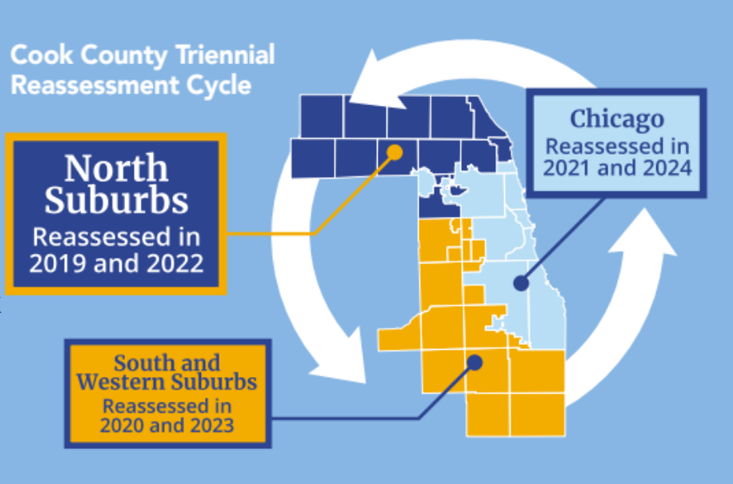 Cook County Triennial
Reassessment Cycle
North
Suburbs
Reassessed in
2019 and 2022
Chicago
Reassessed in
2021 and 2024
South and
Western Suburbs
Reassessed in
2020 and 2023